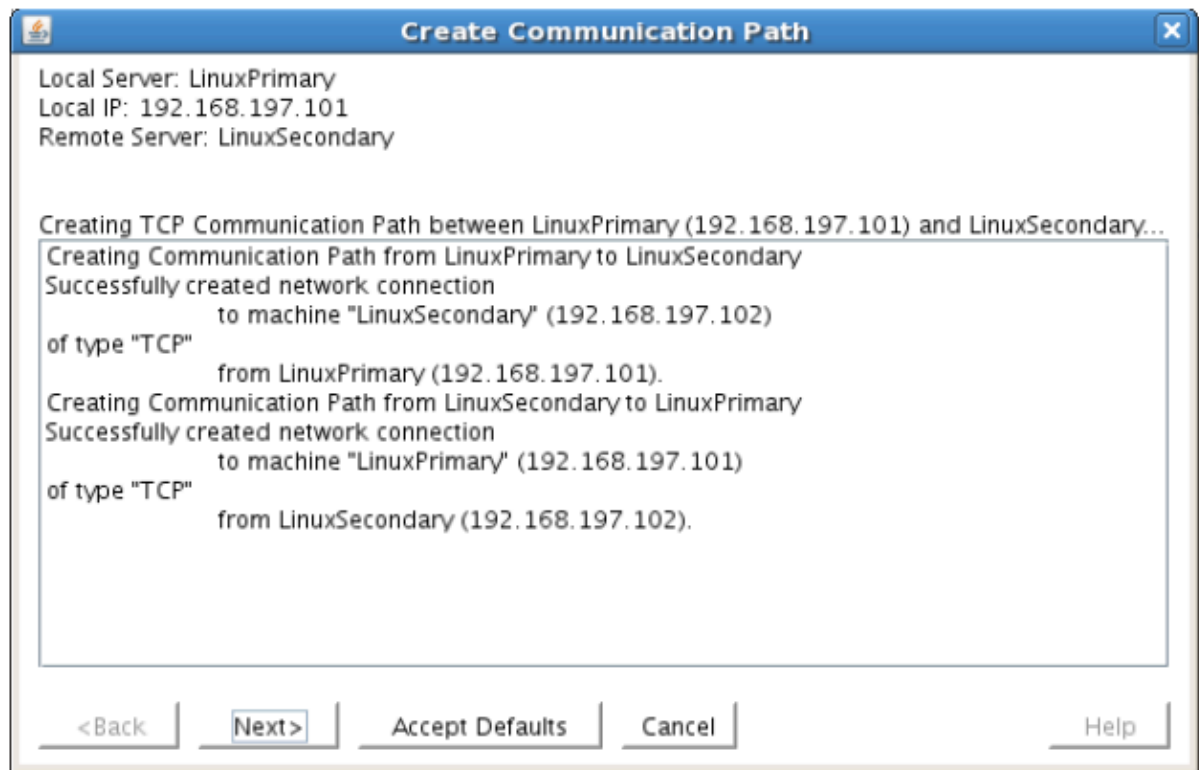 Create Communication Path
Local Server: LinuxPrimary
Local IP: 192.168.197.101
Remote Server: LinuxSecondary
Creating TCP Communication Path between LinuxPrimary (192.168.197.101) and LinuxSecondary...
Creating Communication Path from LinuxPrimary to LinuxSecondary
Successfully created network connection
to machine "LinuxSecondary" (192.168.197.102)
of type "TCP"
from LinuxPrimary (192.168.197.101).
Creating Communication Path from LinuxSecondary to LinuxPrimary
Successfully created network connection
to machine "LinuxPrimary" (192.168.197.101)
of type "TCP"
from LinuxSecondary (192.168.197.102).
<Back Next> Accept Defaults Cancel Help